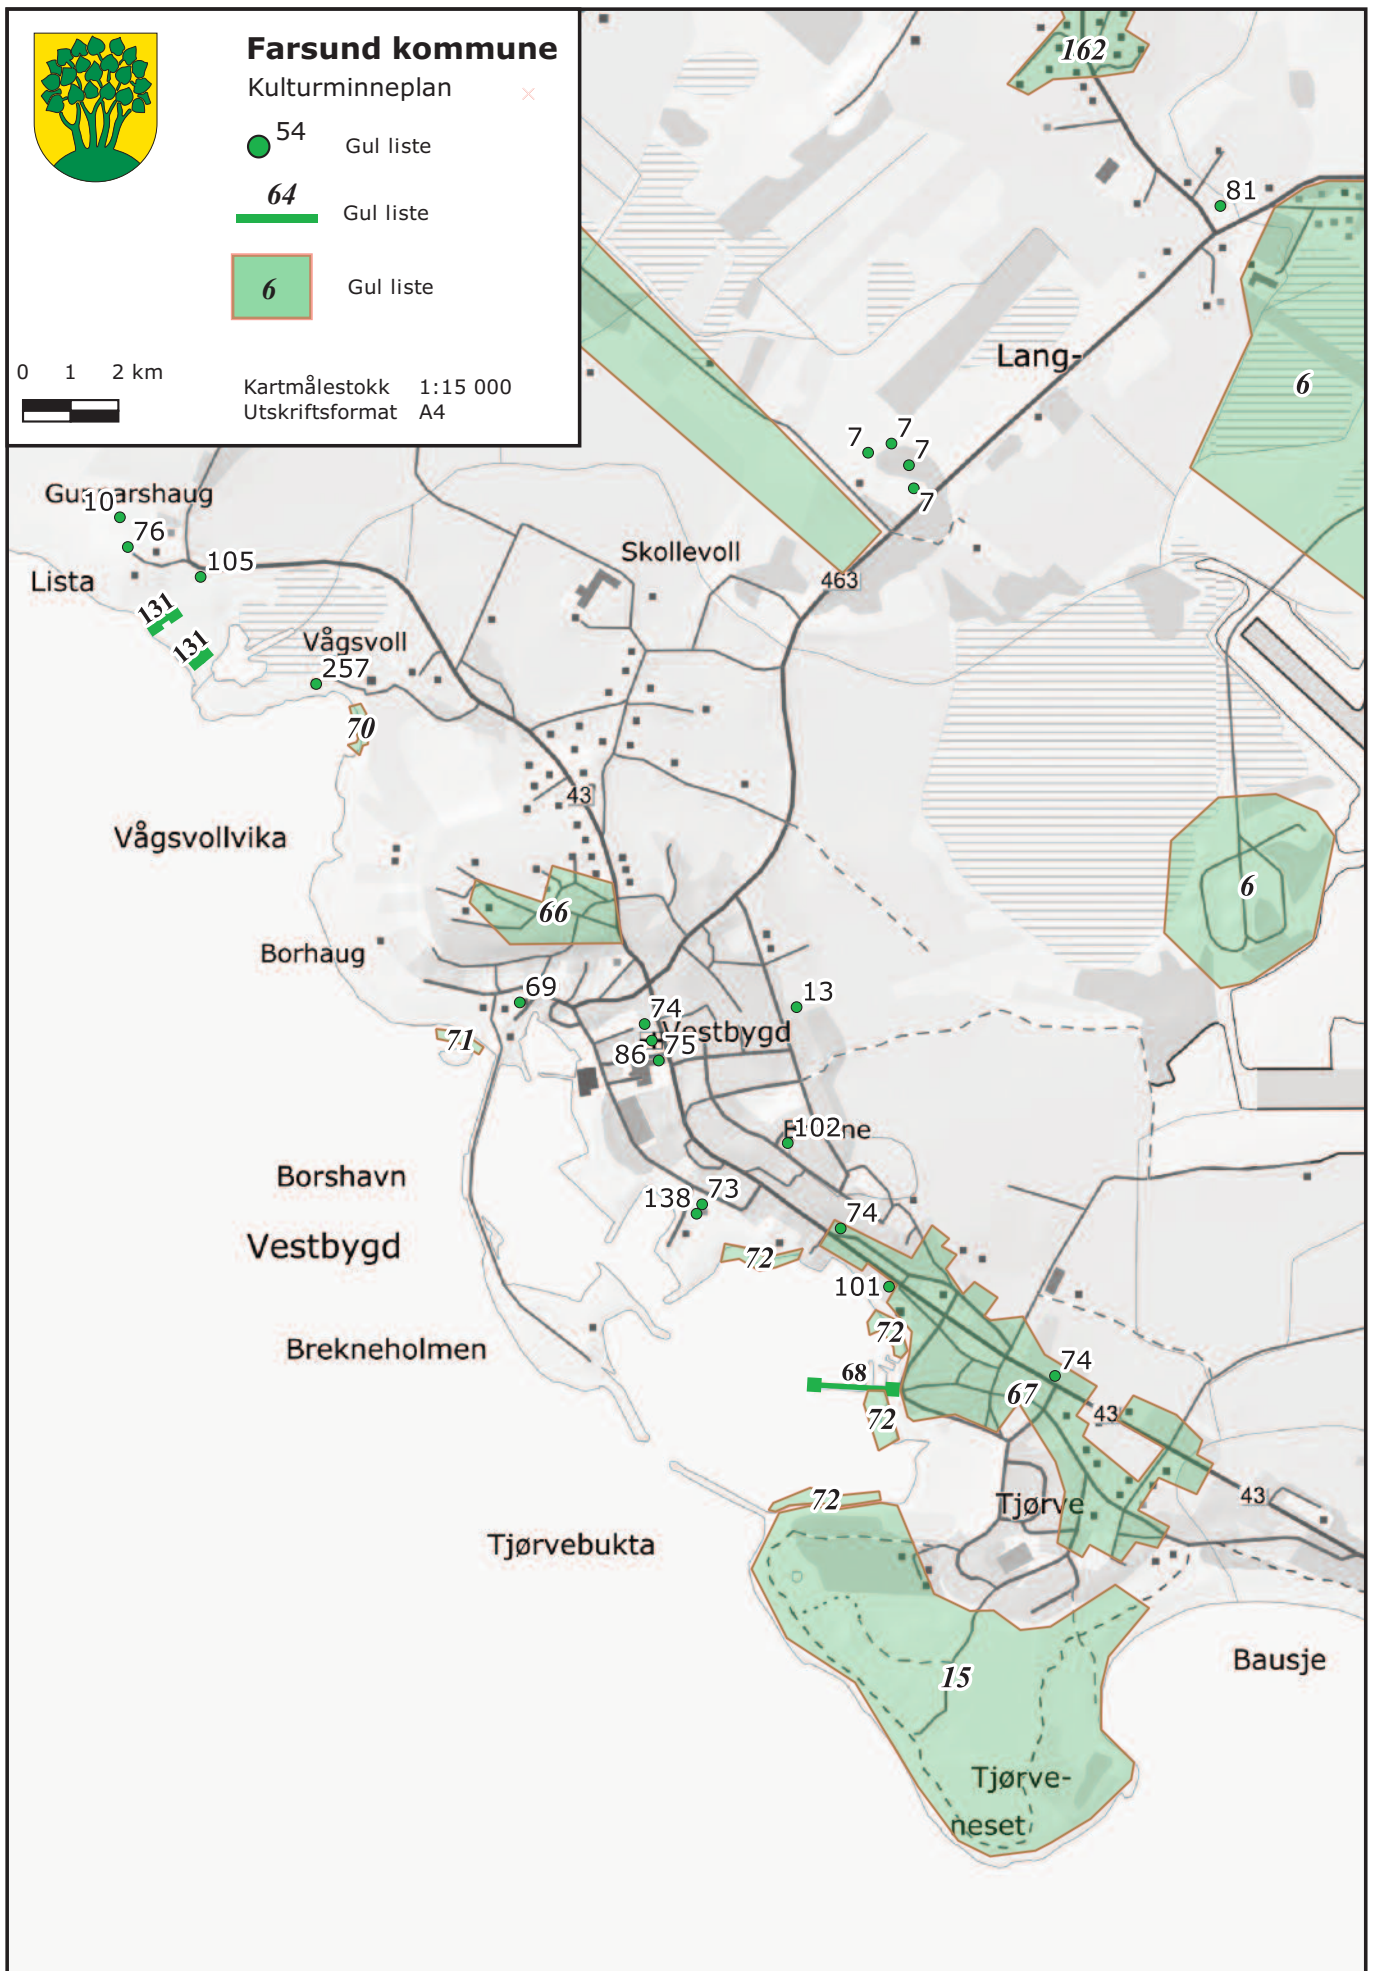 Farsund kommune
Kulturminneplan
54 Gul liste
64 Gul liste
6 Gul liste
0 1 2 km
Kartmålestokk 1:15 000
Utskriftsformat A4
162
81
Lang-
6
7
7
7
7
Gunnarshaug
10
76
105
Skollevoll
463
Lista
131
131
Vågsvoll
257
70
43
Vågsvollvika
6
66
Borhaug
69
13
74
Vestbygd
71
86 75
102
Borshavn
138 73
74
Vestbygd
72
101
72
Brekneholmen
68
74
67
72
43
43
72
Tjørve
Tjørvebukta
Bausje
15
Tjørve-
neset